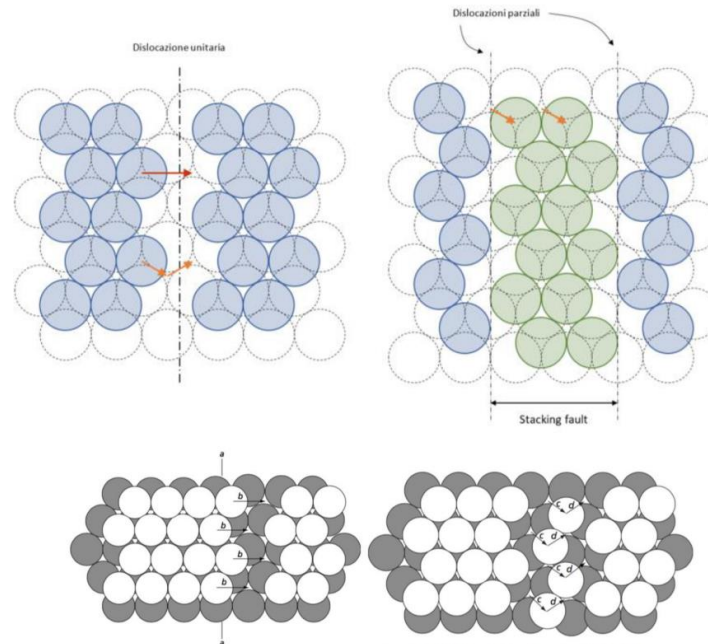 Dislocazione unitaria
Dislocazioni parziali
Stacking fault
a
b
b
b
b
a
c d
c d
c d
c d